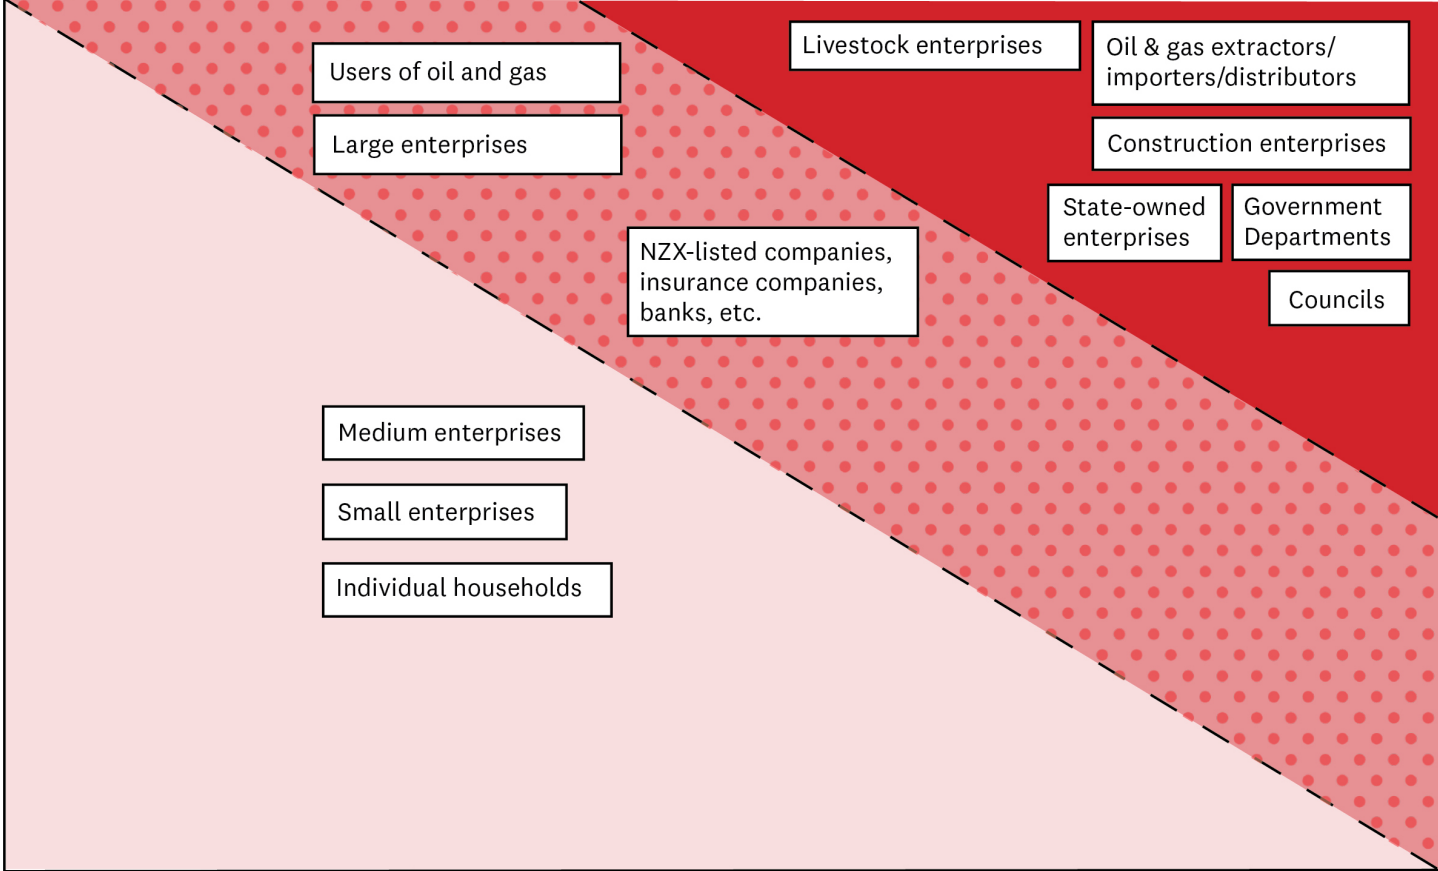 Livestock enterprises
Oil & gas extractors/
importers/distributors
Users of oil and gas
Large enterprises
Construction enterprises
State-owned
enterprises
Government
Departments
NZX-listed companies,
insurance companies,
banks, etc.
Councils
Medium enterprises
Small enterprises
Individual households